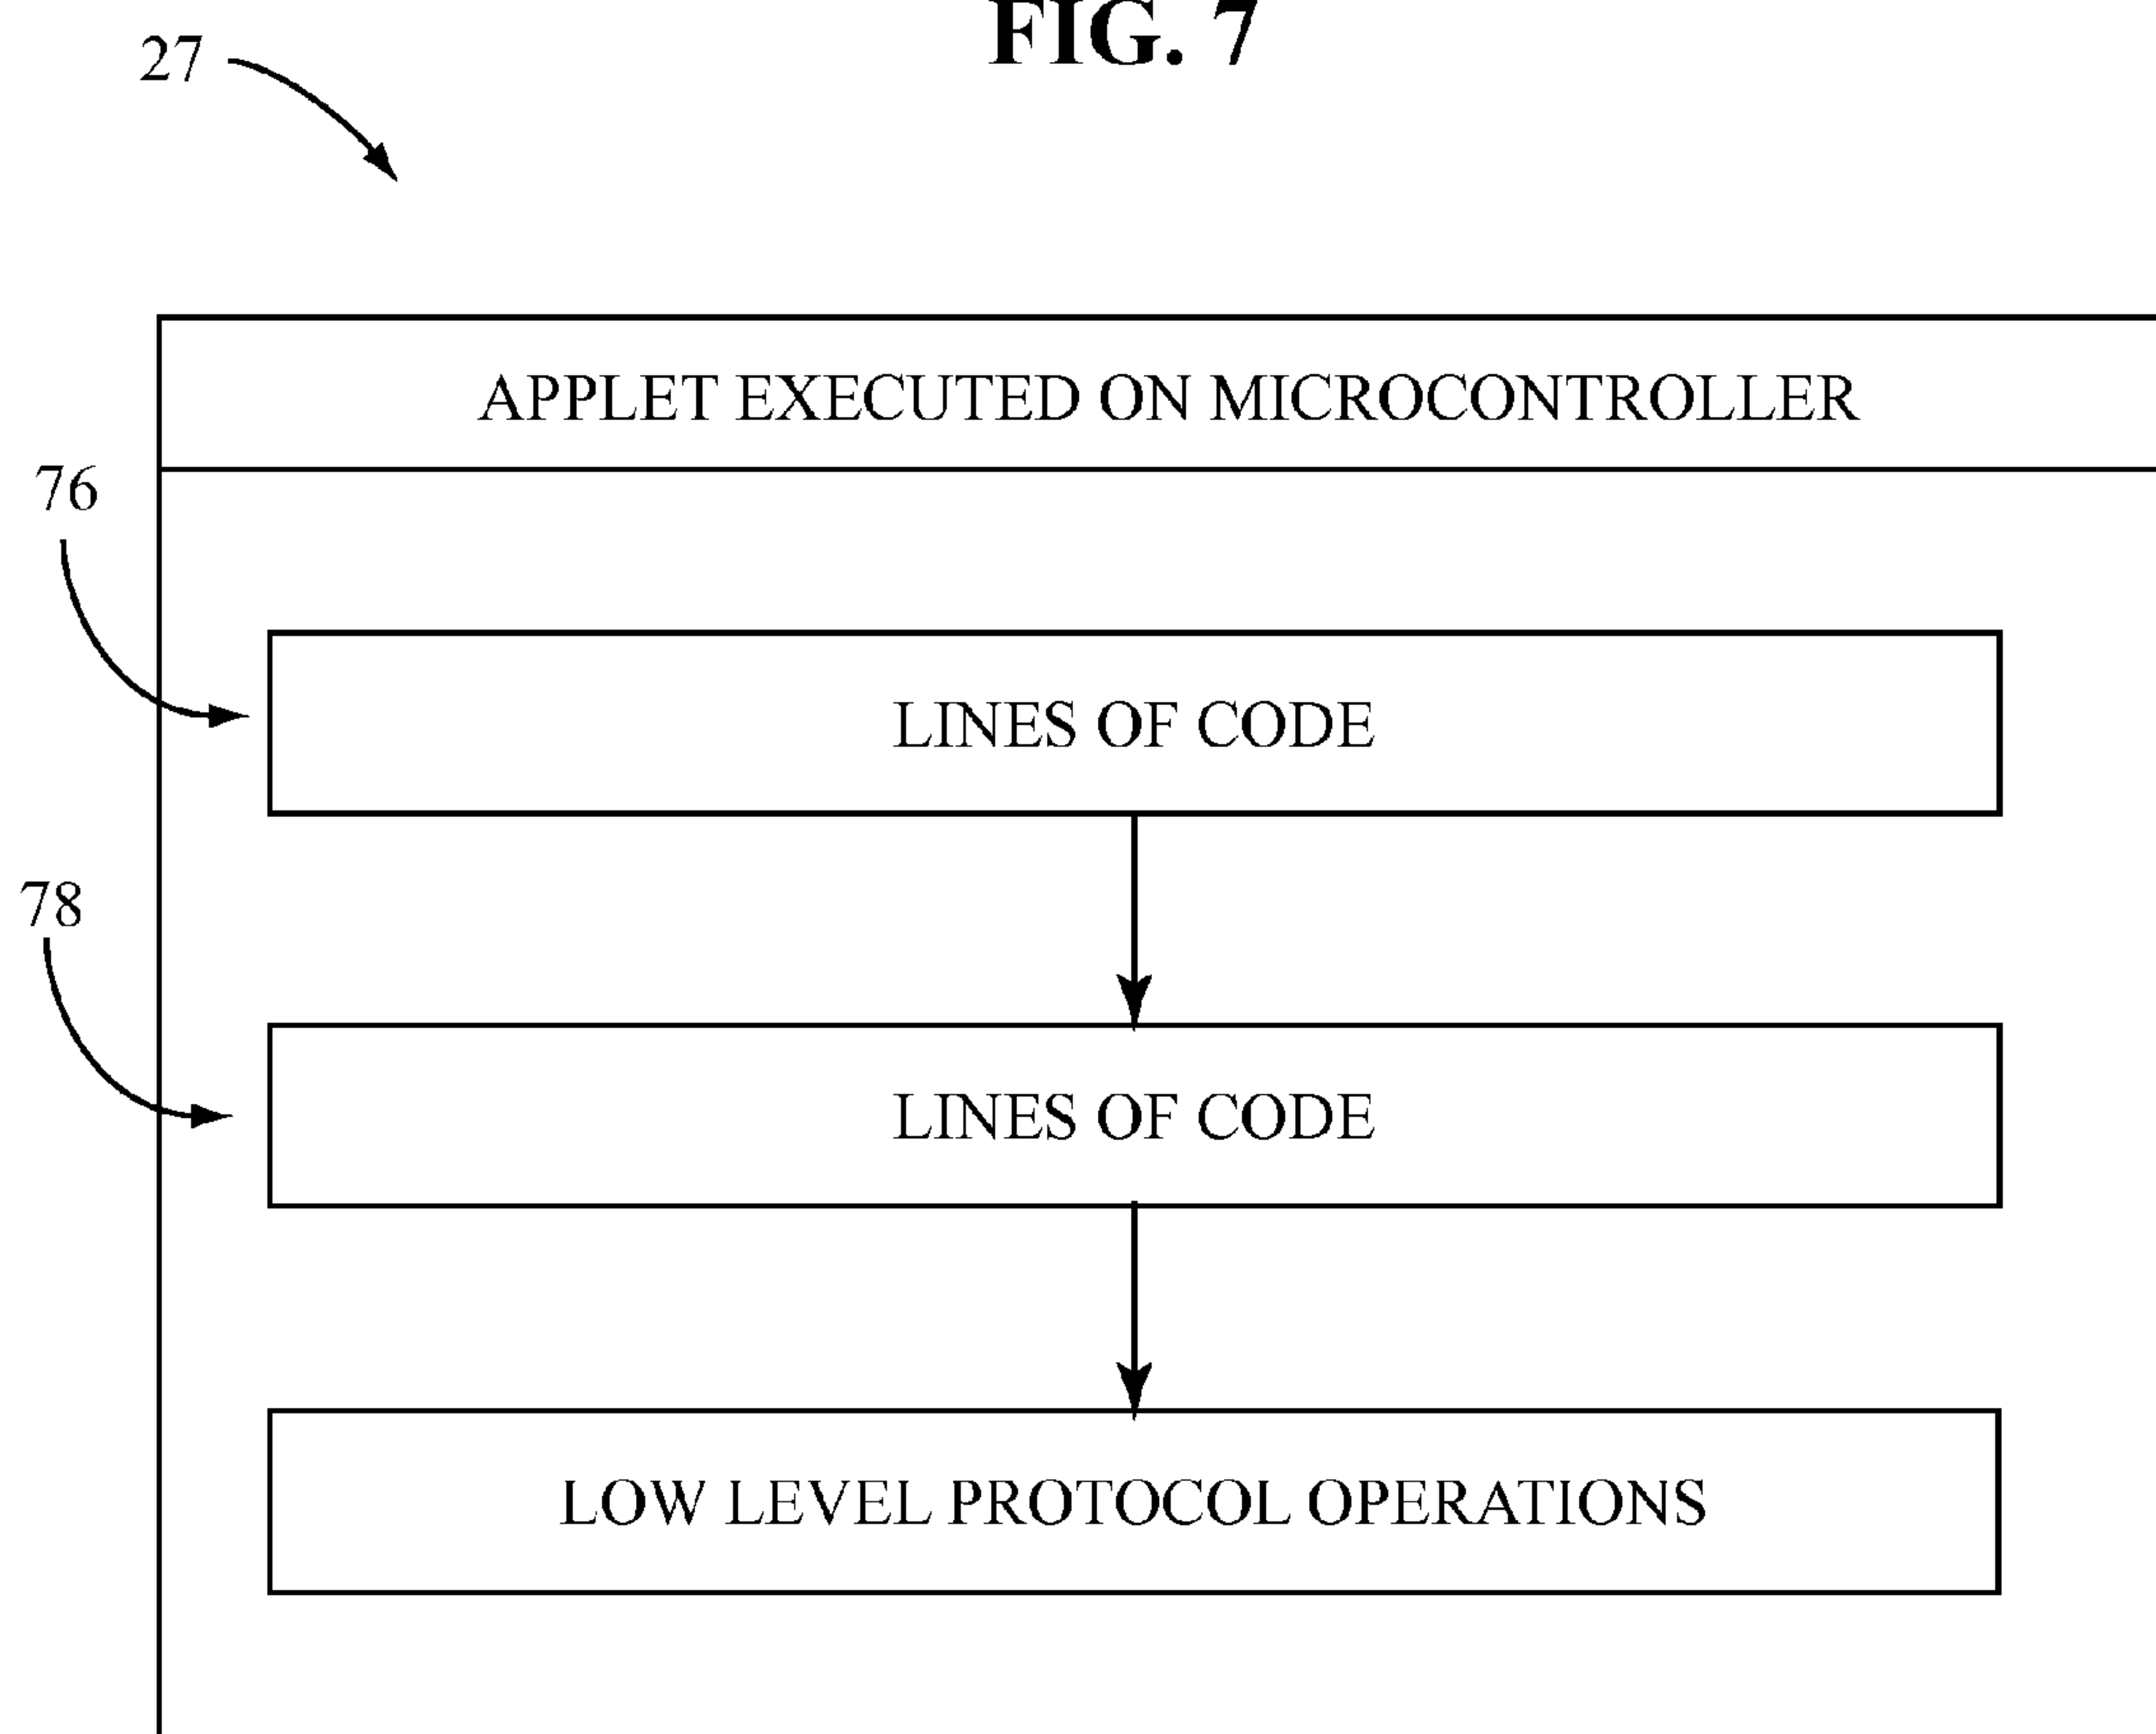 FIG. 7
27
APPLET EXECUTED ON MICROCONTROLLER
76
LINES OF CODE
78
LINES OF CODE
LOW LEVEL PROTOCOL OPERATIONS